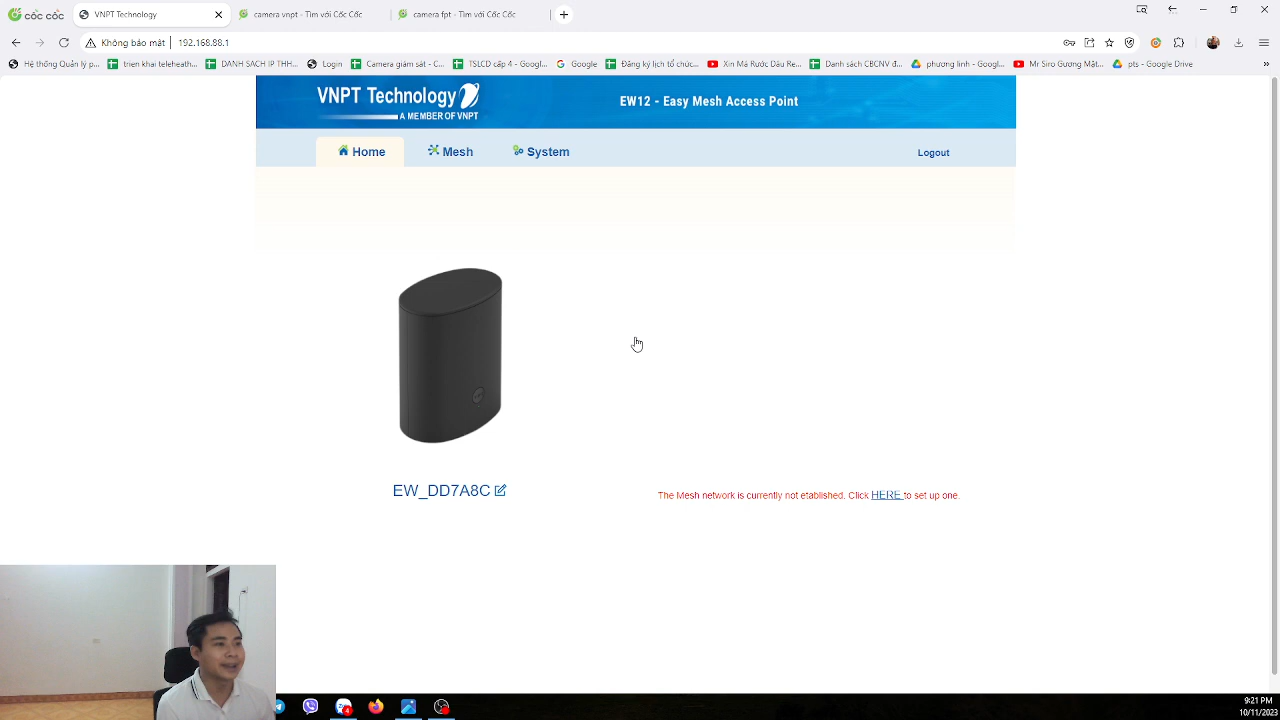 cốc cốc
VNPT Technology
camera vnpt - Tìm với Cốc Cốc
camera fpt - Tìm với Cốc Cốc
Không bảo mật
192.168.88.1
Hệ thống Quản lý p...
trien khai teleheath...
DANH SACH IP TTH...
Login
Camera giám sát - C...
TSLCD cấp 4 - Googl...
Google
Đăng ký lịch tổ chức...
Xin Má Rước Dâu Re...
Danh sách CBCNV đ...
phương linh - Googl...
Mr Siro Gương Mặt...
pts - Google Drive
VNPT Technology
A MEMBER OF VNPT
EW12 - Easy Mesh Access Point
Home
Mesh
System
Logout
EW_DD7A8C
The Mesh network is currently not etablished. Click HERE to set up one.
4
9:21 PM
10/11/2023